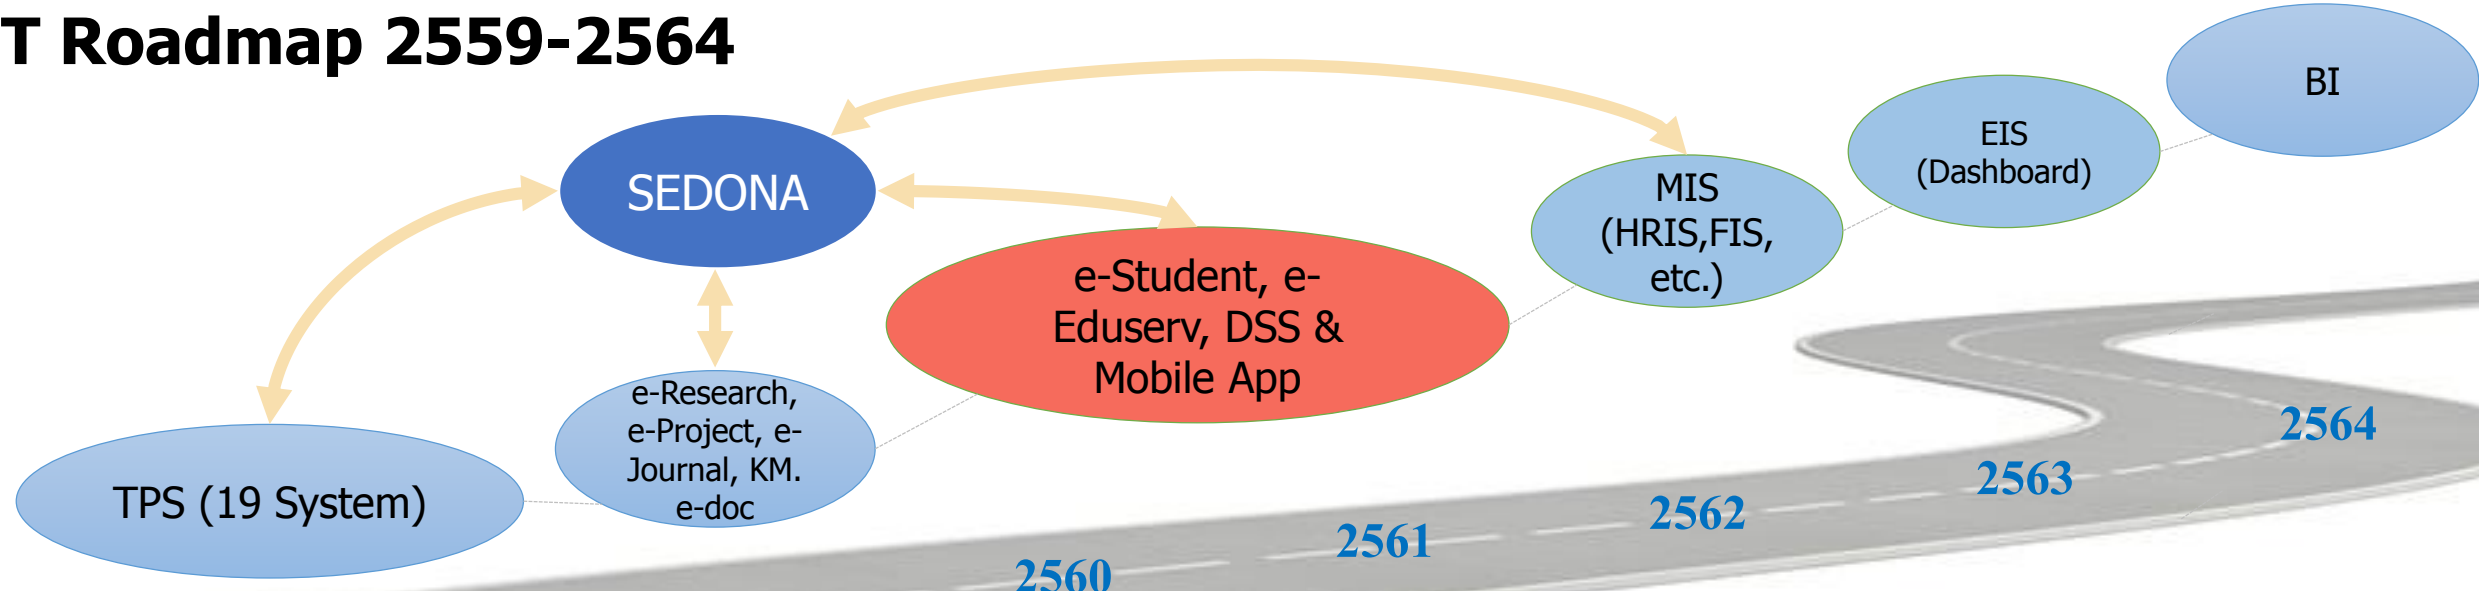 T Roadmap 2559-2564
BI
EIS
(Dashboard)
SEDONA
MIS
(HRIS,FIS,
etc.)
e-Student, e-
Eduserv, DSS &
Mobile App
e-Research,
e-Project, e-
Journal, KM.
e-doc
TPS (19 System)
2564
2563
2562
2561
2560